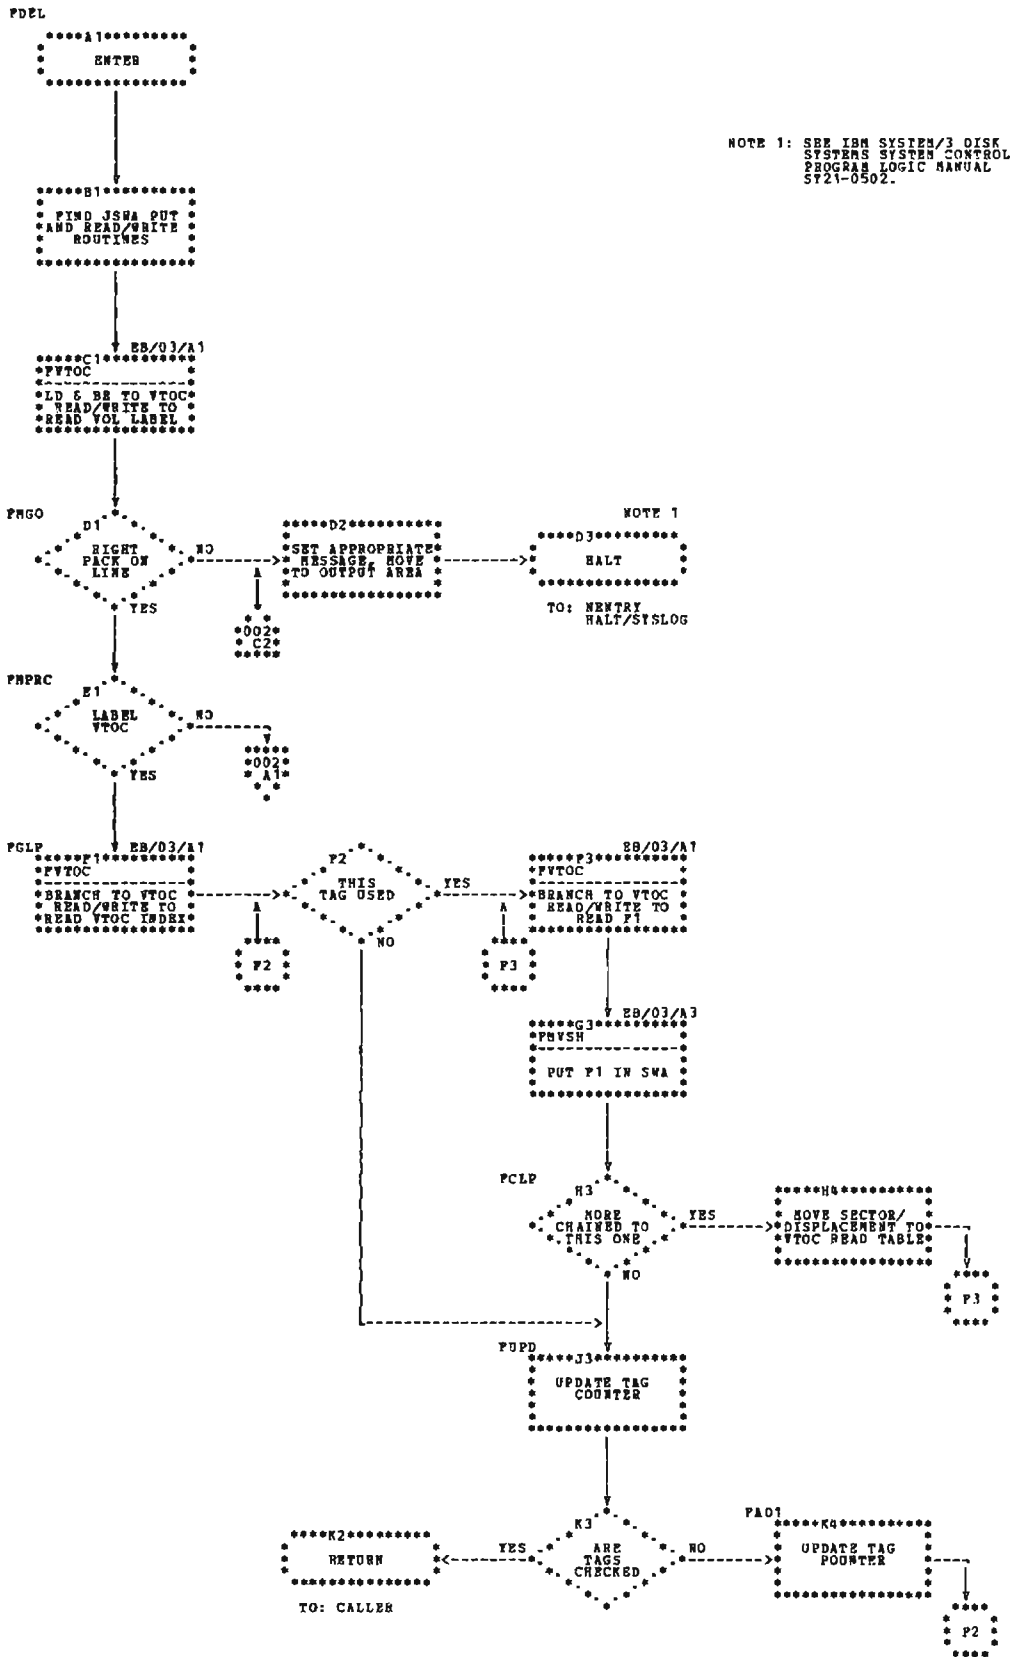 FDEL
A1
ENTER
NOTE 1: SEE IBM SYSTEM/3 DISK
SYSTEMS SYSTEM CONTROL
PROGRAM LOGIC MANUAL
SY21-0502.
B1
FIND JSWA PUT
AND READ/WRITE
ROUTINES
EB/03/A1
C1
FVTOC
LD & BR TO VTOC
READ/WRITE TO
READ VOL LABEL
FMGO
D1
RIGHT
PACK ON
LINE
NO
YES
D2
SET APPROPRIATE
MESSAGE, MOVE
TO OUTPUT AREA
NOTE 1
D3
HALT
TO: NENTRY
HALT/SYSLOG
002
C2
FMPRC
E1
LABEL
VTOC
NO
YES
002
A1
FGLP
F1
EB/03/A1
FVTOC
BRANCH TO VTOC
READ/WRITE TO
READ VTOC INDEX
F2
THIS
TAG USED
YES
NO
F2
EB/03/A1
F3
FVTOC
BRANCH TO VTOC
READ/WRITE TO
READ F1
F3
EB/03/A3
G3
FMVSH
PUT F1 IN SWA
FCLP
H3
MORE
CHAINED TO
THIS ONE
YES
NO
H4
MOVE SECTOR/
DISPLACEMENT TO
VTOC READ TABLE
F3
FUPD
J3
UPDATE TAG
COUNTER
K3
ARE
TAGS
CHECKED
YES
NO
K2
RETURN
TO: CALLER
FA01
K4
UPDATE TAG
POINTER
F2